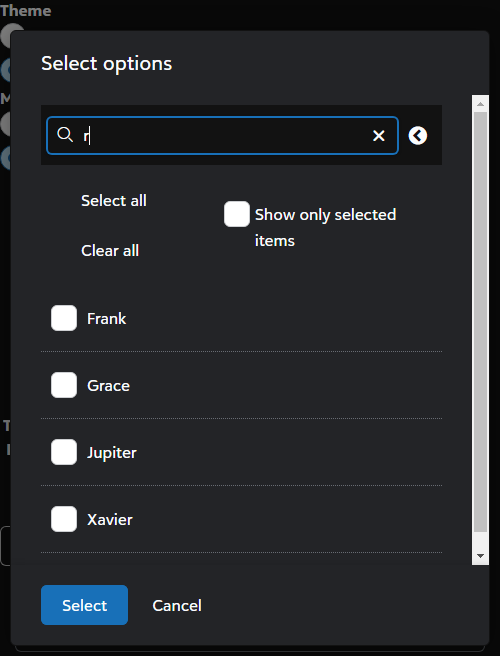 Theme
Select options
r
Select all
Show only selected
items
Clear all
Frank
Grace
Jupiter
Xavier
Select
Cancel